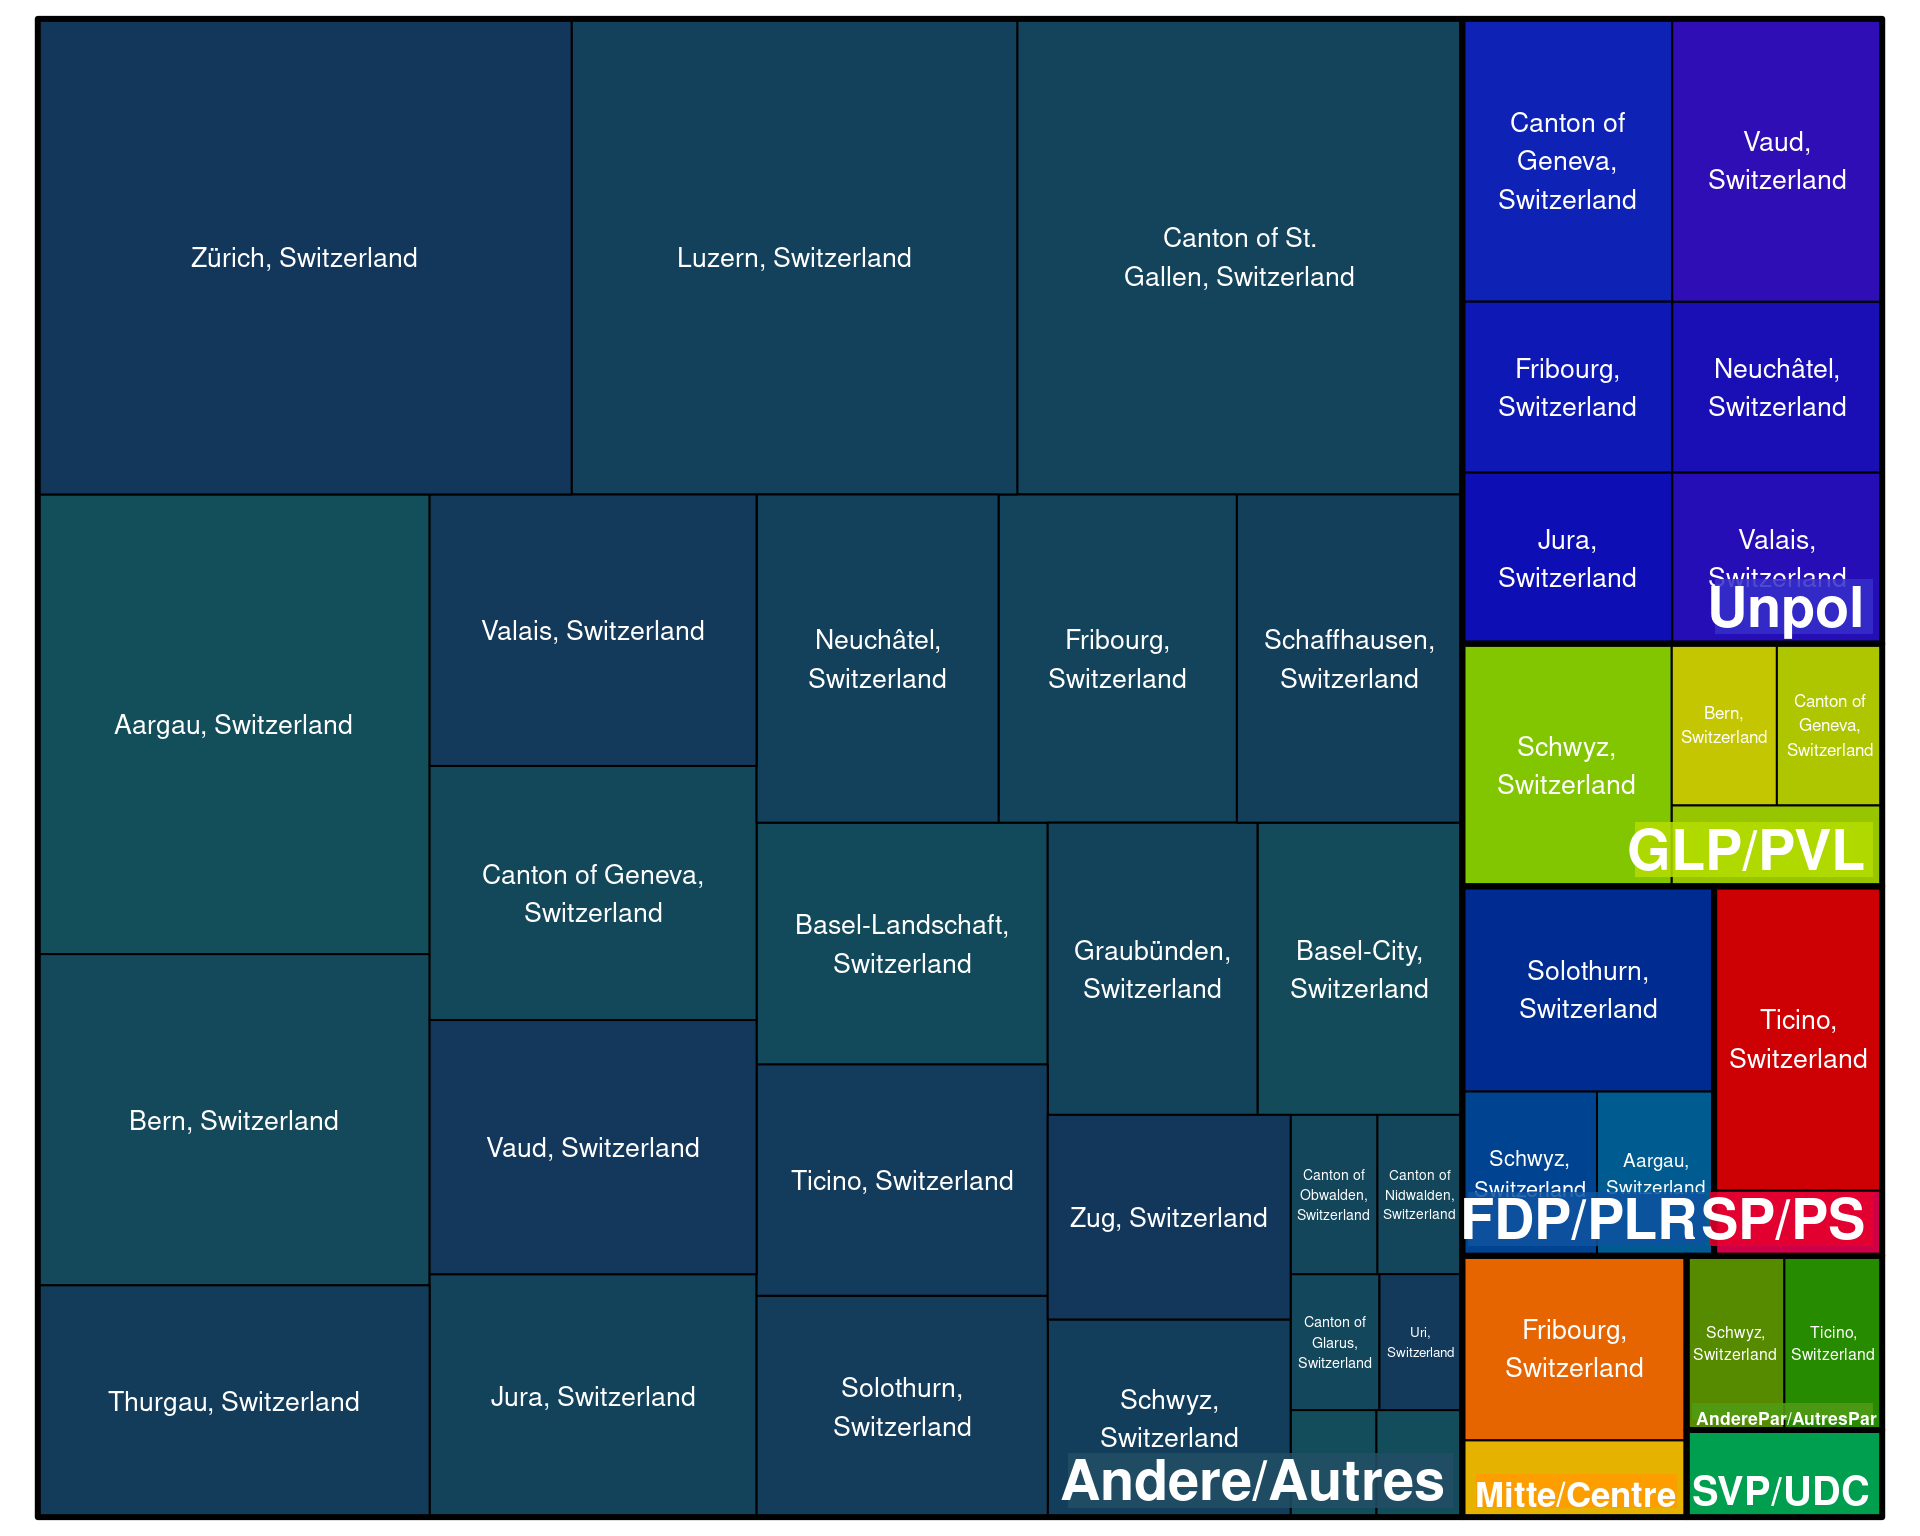 Zürich, Switzerland
Luzern, Switzerland
Canton of St.
Gallen, Switzerland
Aargau, Switzerland
Valais, Switzerland
Neuchâtel,
Switzerland
Fribourg,
Switzerland
Schaffhausen,
Switzerland
Canton of Geneva,
Switzerland
Basel-Landschaft,
Switzerland
Graubünden,
Switzerland
Basel-City,
Switzerland
Bern, Switzerland
Vaud, Switzerland
Ticino, Switzerland
Zug, Switzerland
Canton of
Obwalden,
Switzerland
Canton of
Nidwalden,
Switzerland
Canton of
Glarus,
Switzerland
Uri,
Switzerland
Thurgau, Switzerland
Jura, Switzerland
Solothurn,
Switzerland
Schwyz,
Switzerland
Andere/Autres
Canton of
Geneva,
Switzerland
Vaud,
Switzerland
Fribourg,
Switzerland
Neuchâtel,
Switzerland
Jura,
Switzerland
Valais,
Switzerland
Unpol
Schwyz,
Switzerland
Bern,
Switzerland
Canton of
Geneva,
Switzerland
GLP/PVL
Solothurn,
Switzerland
Schwyz,
Switzerland
Aargau,
Switzerland
FDP/PLR
Ticino,
Switzerland
SP/PS
Fribourg,
Switzerland
Mitte/Centre
Schwyz,
Switzerland
Ticino,
Switzerland
AnderePar/AutresPar
SVP/UDC